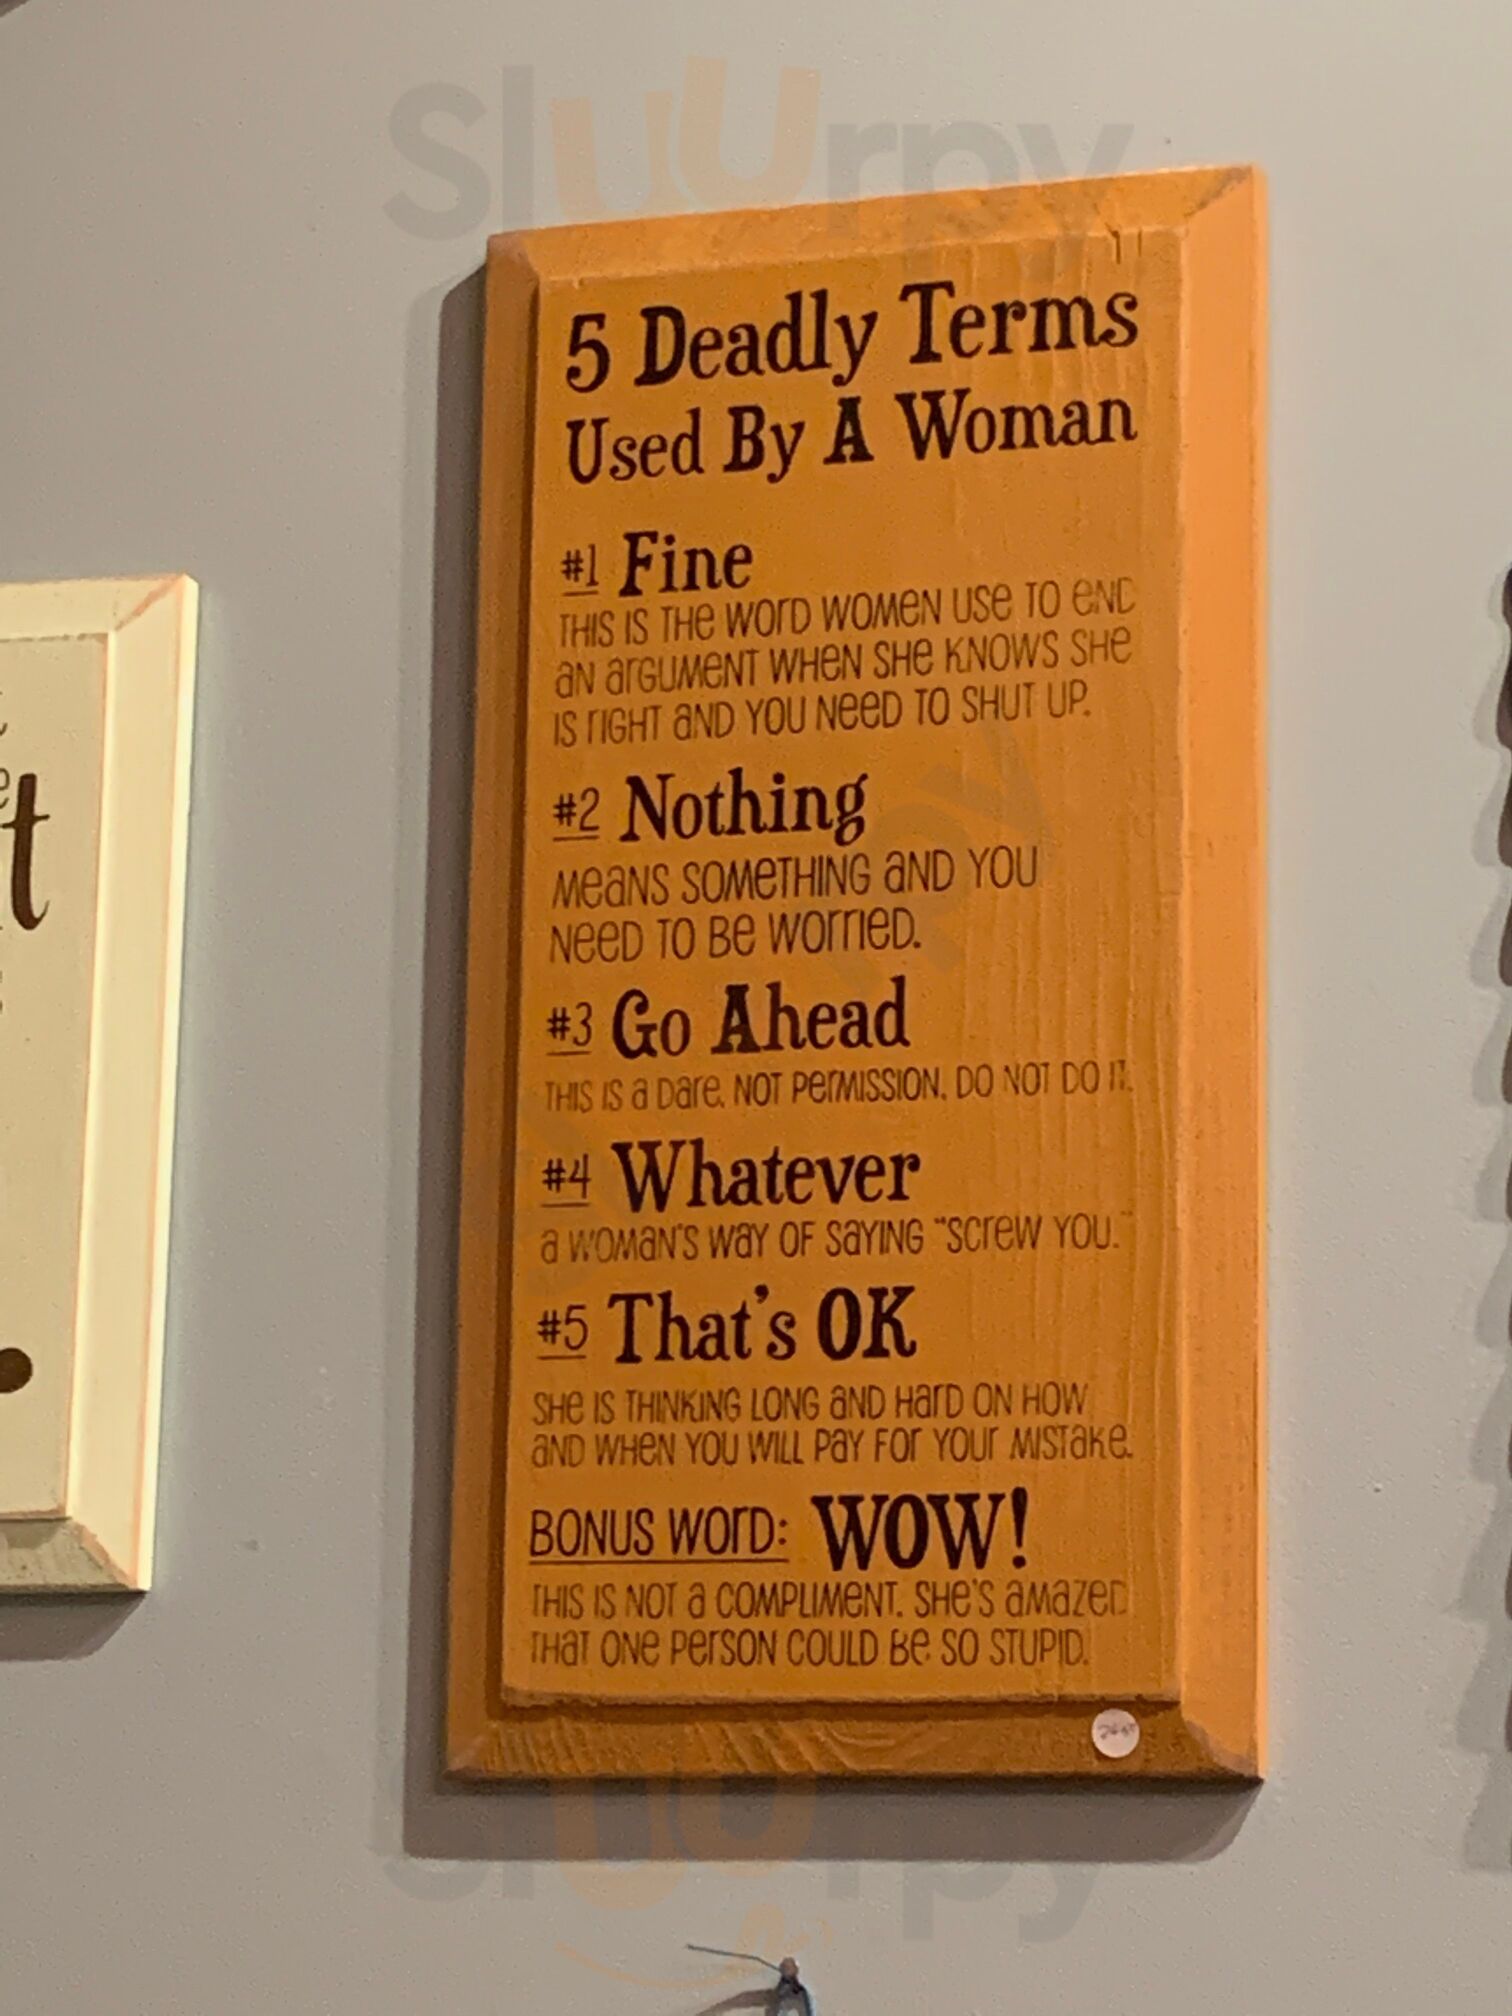 Sluurpy
5 Deadly Terms
Used By A Woman
#1 Fine
THIS IS THE WORD WOMEN USE TO END
AN ARGUMENT WHEN SHE KNOWS SHE
IS RIGHT AND YOU NEED TO SHUT UP.
#2 Nothing
MEANS SOMETHING AND YOU
NEED TO BE WORRIED.
#3 Go Ahead
THIS IS A DARE, NOT PERMISSION. DO NOT DO IT.
#4 Whatever
A WOMAN'S WAY OF SAYING "SCREW YOU."
#5 That's OK
SHE IS THINKING LONG AND HARD ON HOW
AND WHEN YOU WILL PAY FOR YOUR MISTAKE.
BONUS WORD: WOW!
THIS IS NOT A COMPLIMENT. SHE'S AMAZED
THAT ONE PERSON COULD BE SO STUPID.
Sluurpy